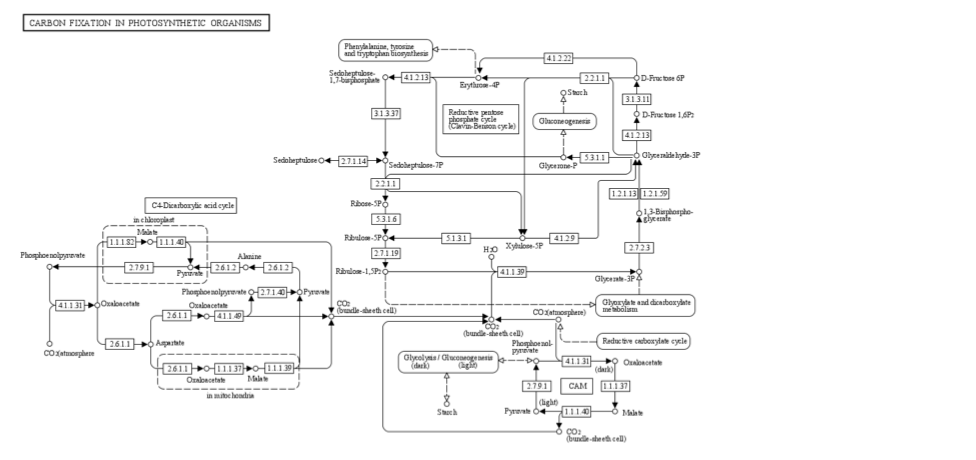 CARBON FIXATION IN PHOTOSYNTHETIC ORGANISMS
Phenylalanine, tyrosine
and tryptophan biosynthesis
4.1.2.22
Sedoheptulose-
1,7-bisphosphate
4.1.2.13
Erythrose-4P
2.2.1.1
D-Fructose 6P
Starch
3.1.3.11
3.1.3.37
Reductive pentose
phosphate cycle
(Clavin-Benson cycle)
Gluconeogenesis
D-Fructose 1,6P2
4.1.2.13
Sedoheptulose
2.7.1.14
Sedoheptulose-7P
Glycerone-P
5.3.1.1
Glyceraldehyde-3P
2.2.1.1
1.2.1.13
1.2.1.59
C4-Dicarboxylic acid cycle
Ribose-5P
in chloroplast
5.3.1.6
1,3-Bisphospho-
glycerate
Malate
1.1.1.82
1.1.1.40
Ribulose-5P
5.1.3.1
Xylulose-5P
4.1.2.9
H2O
2.7.1.19
2.7.2.3
Phosphoenolpyruvate
Alanine
2.7.9.1
Pyruvate
2.6.1.2
2.6.1.2
Ribulose-1,5P2
4.1.1.39
Glycerate-3P
Phosphoenolpyruvate
2.7.1.40
Pyruvate
4.1.1.31
Oxaloacetate
Oxaloacetate
CO2
(bundle-sheeth cell)
Glyoxylate and dicarboxylate
metabolism
2.6.1.1
4.1.1.49
CO2
(bundle-sheeth cell)
CO2(atmosphere)
2.6.1.1
Aspartate
Reductive carboxylate cycle
CO2(atmosphere
Phosphoenol-
pyruvate
Glycolysis / Gluconeogenesis
(dark)
(light)
4.1.1.31
Oxaloacetate
(dark)
2.6.1.1
1.1.1.37
1.1.1.39
Oxaloacetate
Malate
2.7.9.1
CAM
1.1.1.37
in mitochondria
(light)
Starch
Pyruvate
1.1.1.40
Malate
CO2
(bundle-sheeth cell)